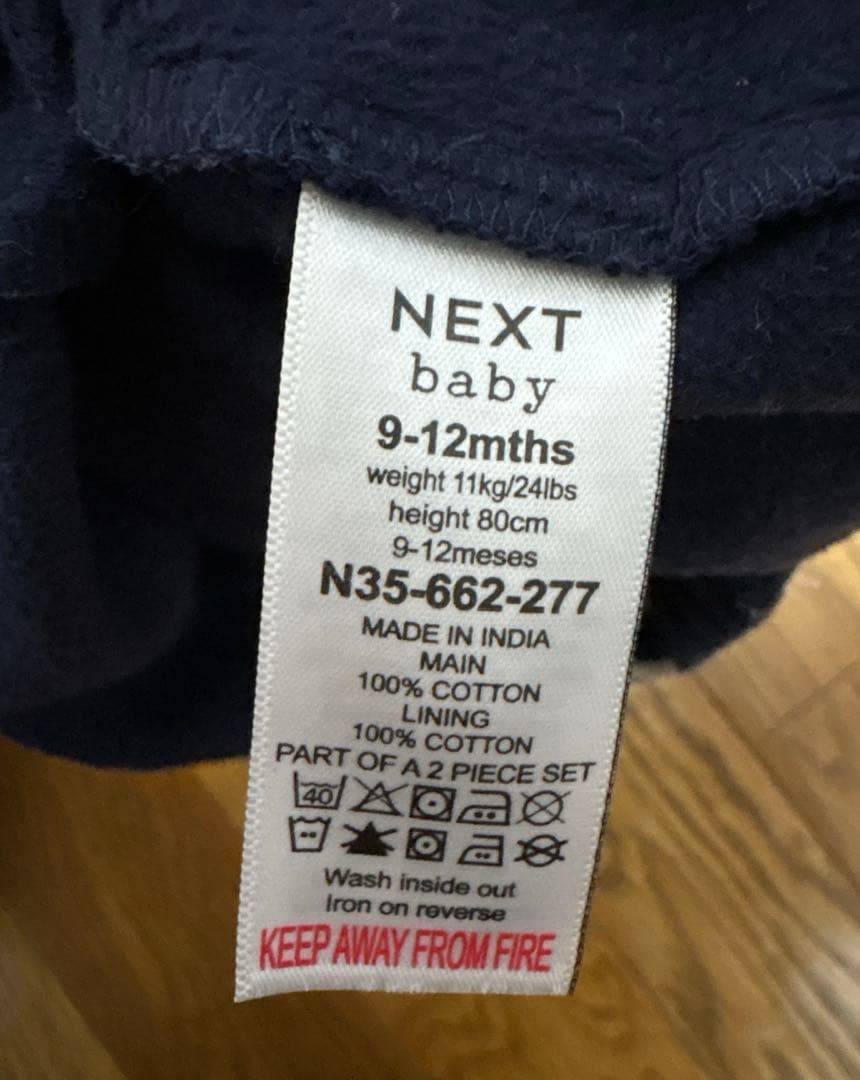 NEXT
baby
9-12mths
weight 11kg/24lbs
height 80cm
9-12meses
N35-662-277
MADE IN INDIA
MAIN
100% COTTON
LINING
100% COTTON
PART OF A 2 PIECE SET
40
Wash inside out
Iron on reverse
KEEP AWAY FROM FIRE